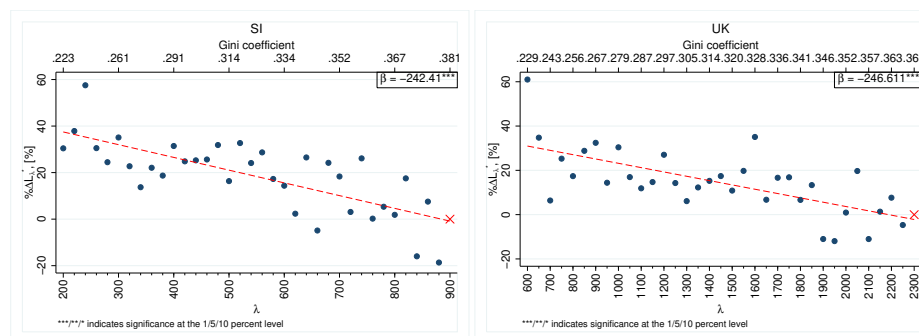 SI
Gini coefficient
.223 .261 .291 .314 .334 .352 .367 .381
β = −242.41***
%ΔL
[%]
60
40
20
0
−20
200 300 400 500 600 700 800 900
λ
***/**/* indicates significance at the 1/5/10 percent level
UK
Gini coefficient
.229.243.256.267.279.287.297.305.314.320.328.336.341.346.352.357.363.36
β = −246.611***
%ΔL
[%]
60
40
20
0
−20
600 700 800 900 1000 1100 1200 1300 1400 1500 1600 1700 1800 1900 2000 2100 2200 2300
λ
***/**/* indicates significance at the 1/5/10 percent level